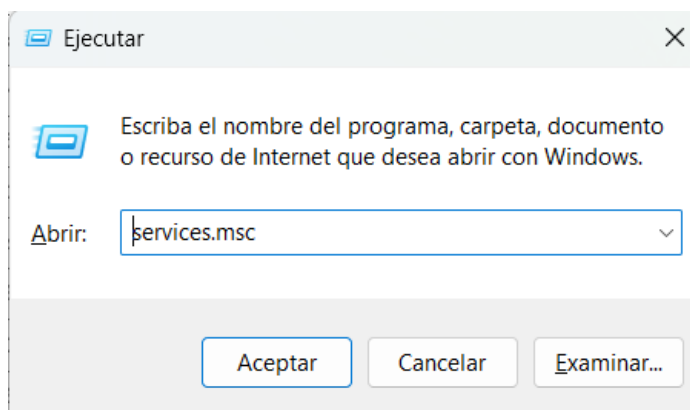 Ejecutar
Escriba el nombre del programa, carpeta, documento
o recurso de Internet que desea abrir con Windows.
Abrir: services.msc
Aceptar Cancelar Examinar...